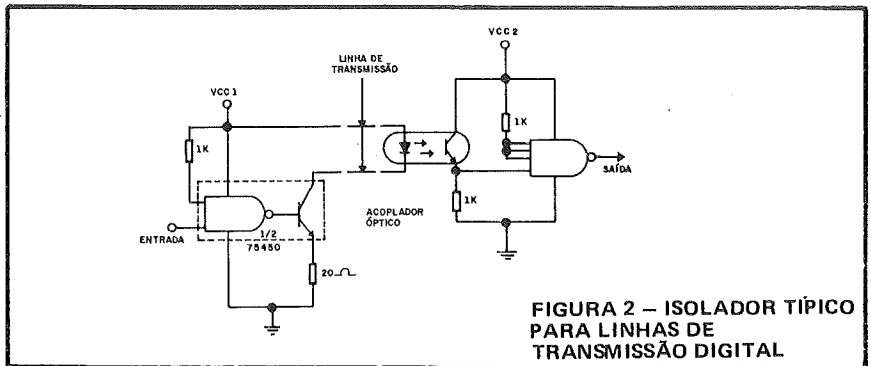 VCC 2
LINHA DE
TRANSMISSÃO
VCC 1
1K
1K
SAÍDA
1K
ACOPLADOR
ÓPTICO
ENTRADA
1/2
75450
20
FIGURA 2 – ISOLADOR TÍPICO
PARA LINHAS DE
TRANSMISSÃO DIGITAL